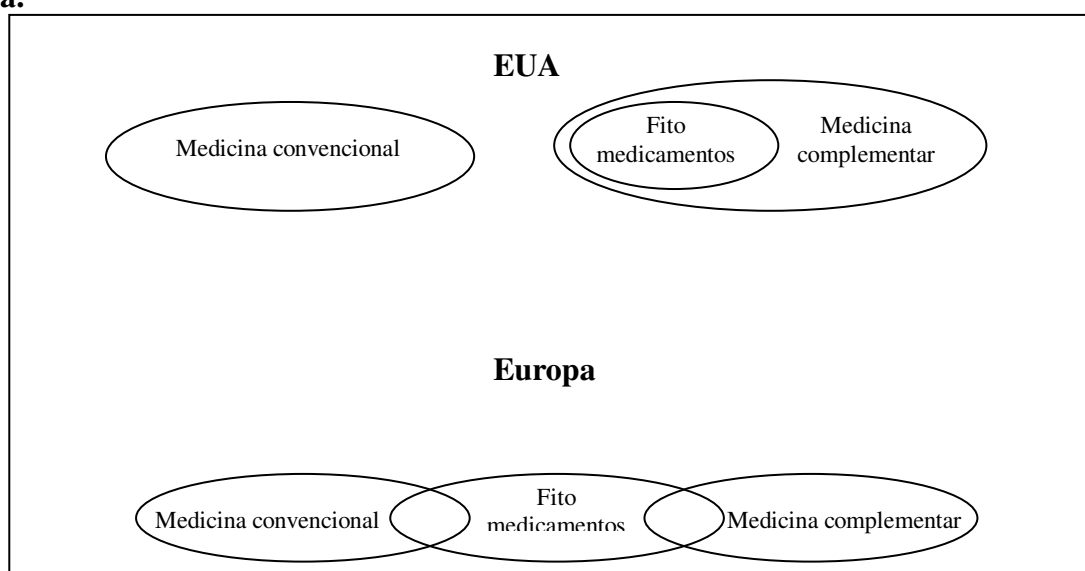 a.
EUA
Medicina convencional
Fito
medicamentos
Medicina
complementar
Europa
Medicina convencional
Fito
medicamentos
Medicina complementar